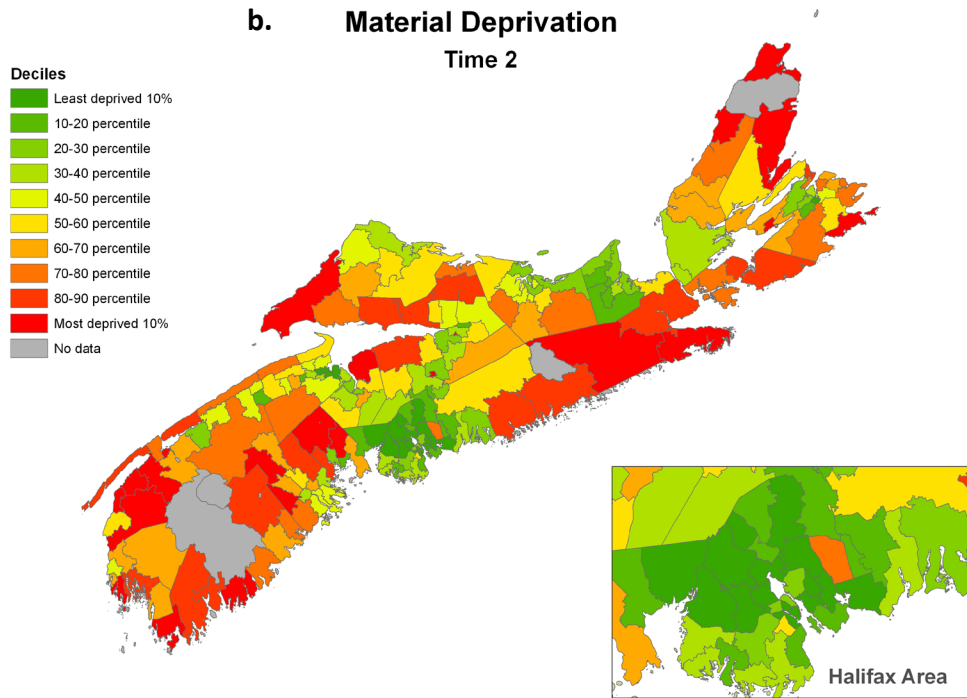 b. Material Deprivation
Time 2
Deciles
Least deprived 10%
10-20 percentile
20-30 percentile
30-40 percentile
40-50 percentile
50-60 percentile
60-70 percentile
70-80 percentile
80-90 percentile
Most deprived 10%
No data
Halifax Area